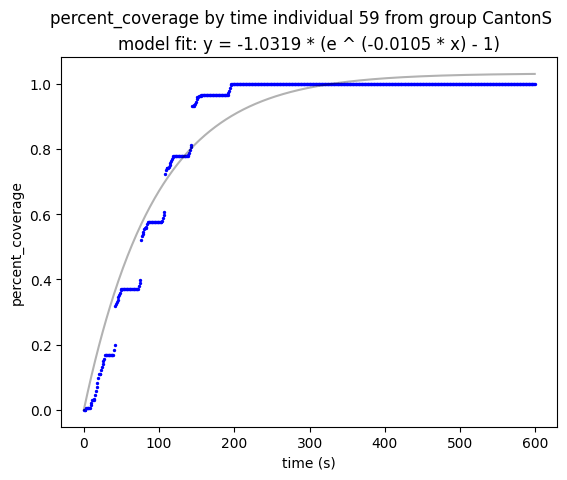 percent_coverage by time individual 59 from group CantonS
model fit: y = -1.0319 * (e ^ (-0.0105 * x) - 1)
percent_coverage
1.0
0.8
0.6
0.4
0.2
0.0
0 100 200 300 400 500 600
time (s)